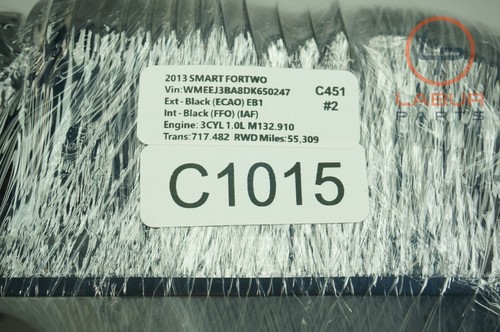 2013 SMART FORTWO
Vin: WMEEJ3BA8DK650247 C451
Ext - Black (ECAO) EB1 #2
Int - Black (FFO) (IAF)
Engine: 3CYL 1.0L M132.910
Trans:717.482 RWD Miles:55,309
C1015
LABUR
PARTS